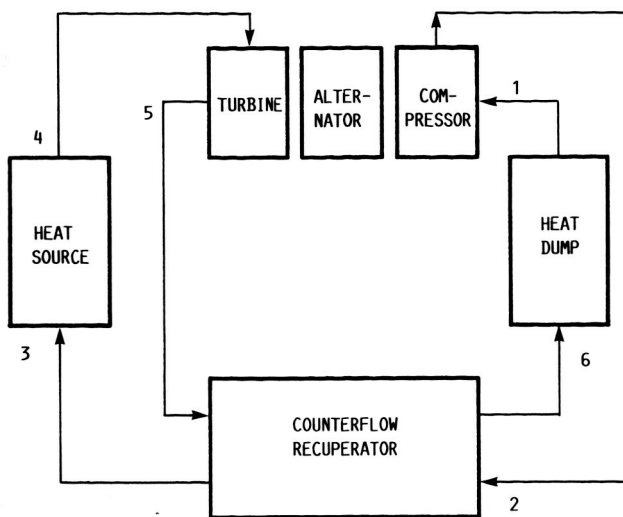 TURBINE
ALTER-
NATOR
COM-
PRESSOR
1
5
4
HEAT
SOURCE
HEAT
DUMP
3
6
COUNTERFLOW
RECUPERATOR
2